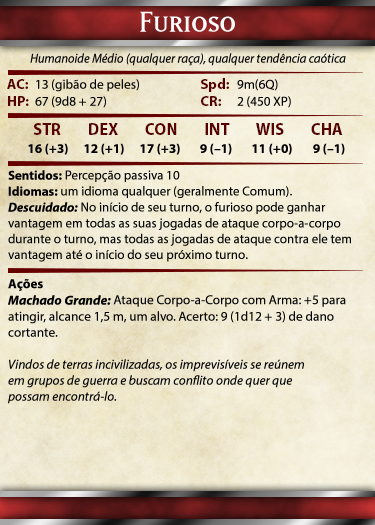 Furioso
Humanoide Médio (qualquer raça), qualquer tendência caótica
AC: 13 (gibão de peles) Spd: 9m(6Q)
HP: 67 (9d8 + 27) CR: 2 (450 XP)
STR DEX CON INT WIS CHA
16 (+3) 12 (+1) 17 (+3) 9 (–1) 11 (+0) 9 (–1)
Sentidos: Percepção passiva 10
Idiomas: um idioma qualquer (geralmente Comum).
Descuidado: No início de seu turno, o furioso pode ganhar
vantagem em todas as suas jogadas de ataque corpo-a-corpo
durante o turno, mas todas as jogadas de ataque contra ele tem
vantagem até o início do seu próximo turno.
Ações
Machado Grande: Ataque Corpo-a-Corpo com Arma: +5 para
atingir, alcance 1,5 m, um alvo. Acerto: 9 (1d12 + 3) de dano
cortante.
Vindos de terras incivilizadas, os imprevisíveis se reúnem
em grupos de guerra e buscam conflito onde quer que
possam encontrá-lo.